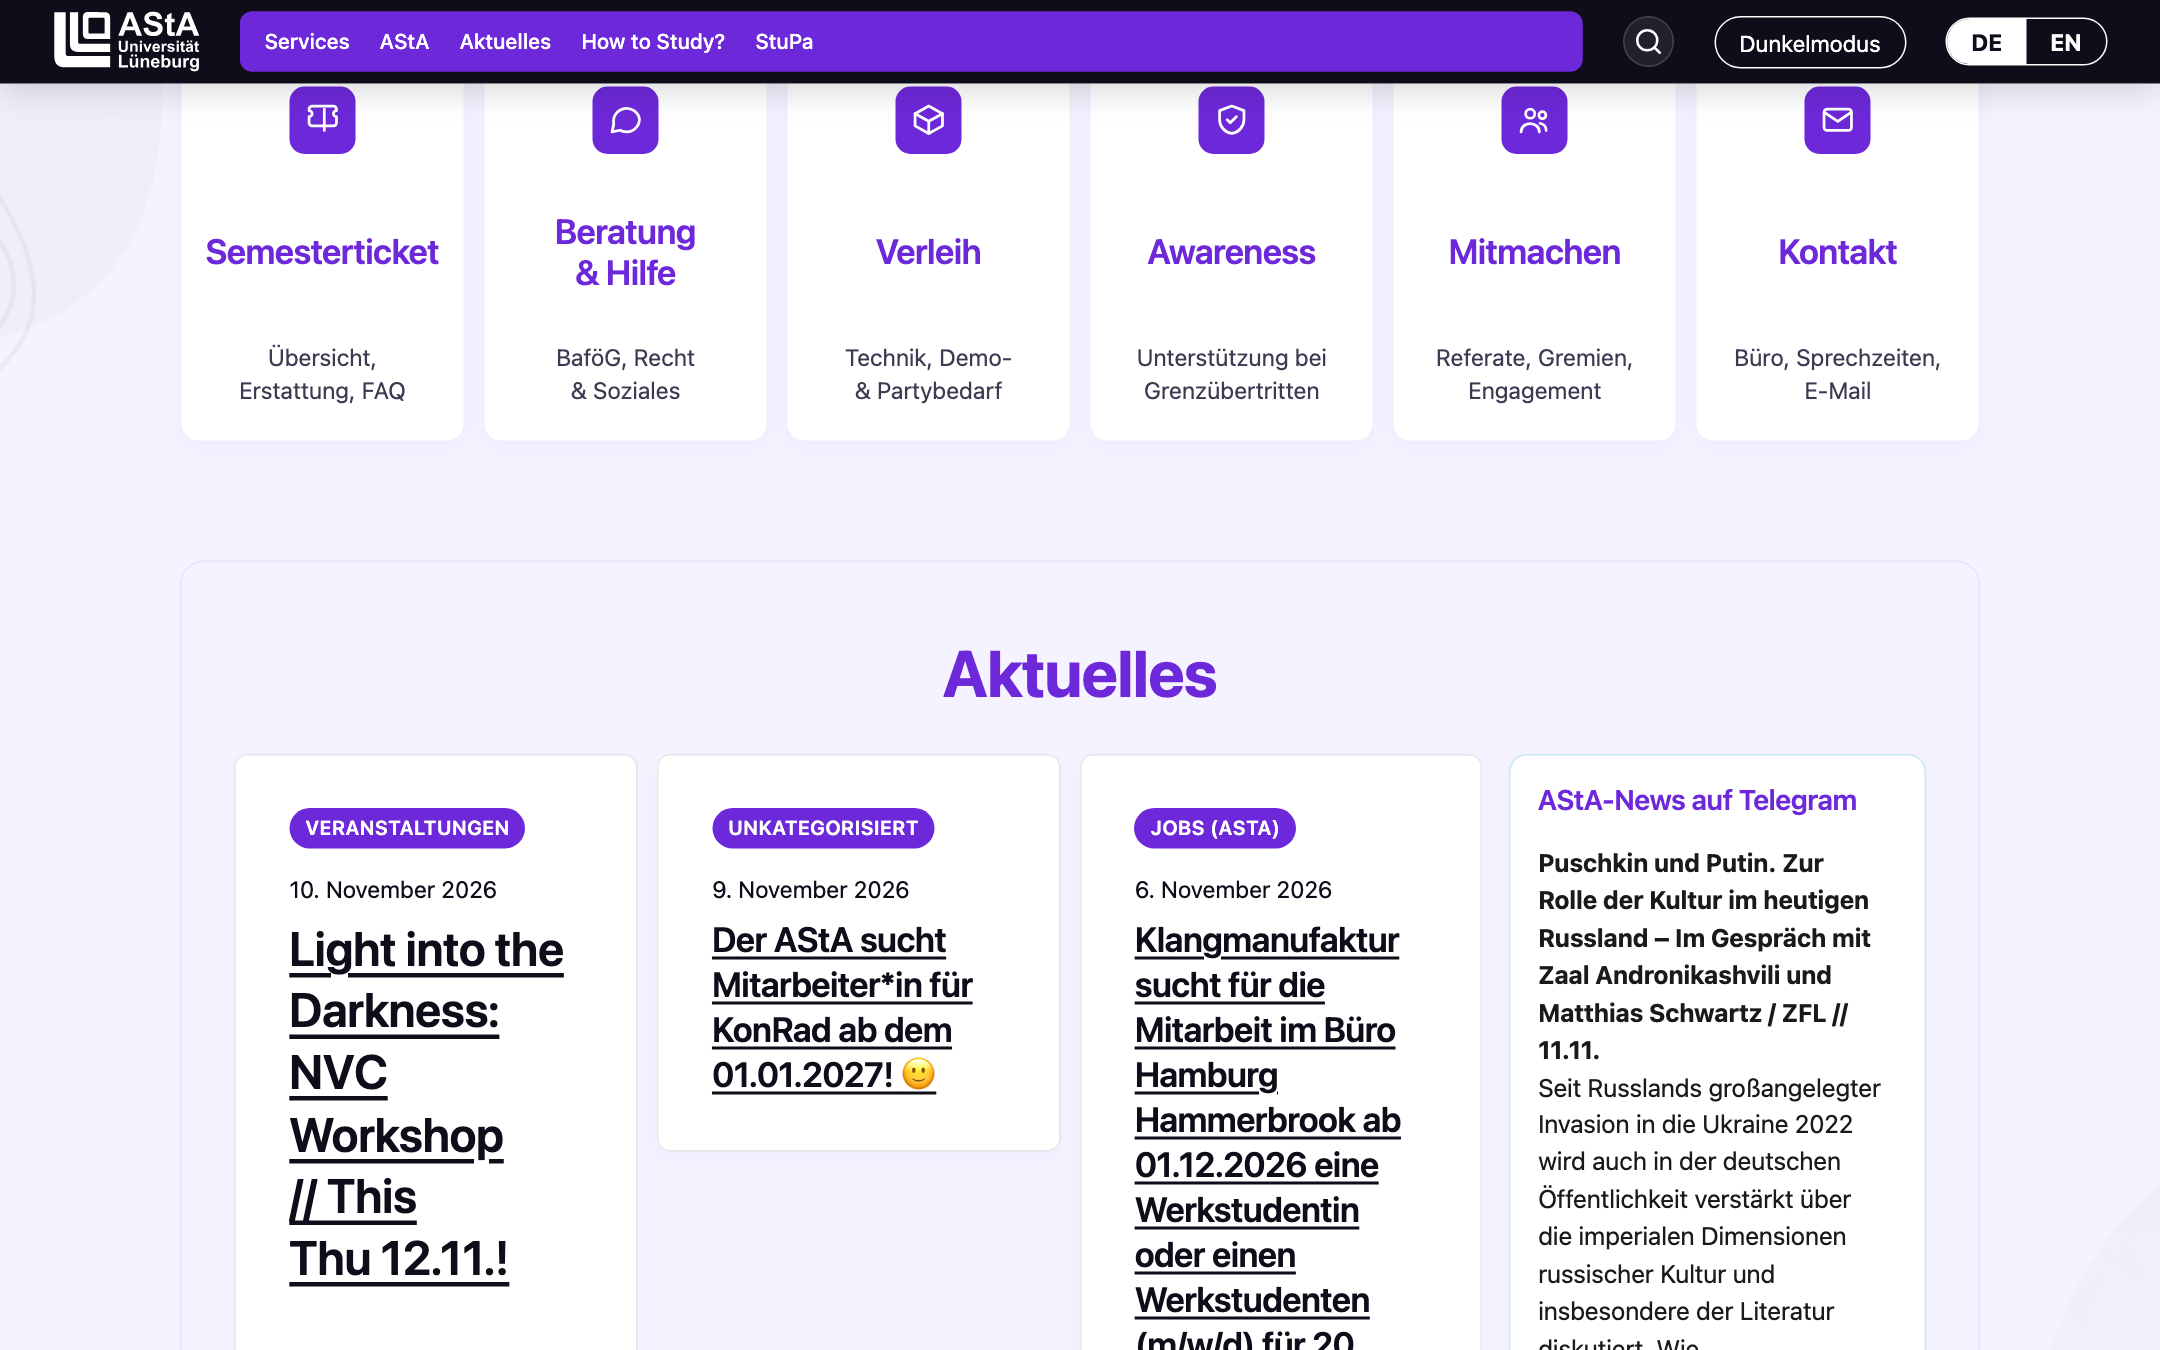 AStA
Universität
Lüneburg
Services
AStA
Aktuelles
How to Study?
StuPa
Dunkelmodus
DE
EN
Semesterticket
Übersicht,
Erstattung, FAQ
Beratung
& Hilfe
BaföG, Recht
& Soziales
Verleih
Technik, Demo-
& Partybedarf
Awareness
Unterstützung bei
Grenzübertritten
Mitmachen
Referate, Gremien,
Engagement
Kontakt
Büro, Sprechzeiten,
E-Mail
Aktuelles
VERANSTALTUNGEN
10. November 2026
Light into the
Darkness:
NVC
Workshop
// This
Thu 12.11.!
UNKATEGORISIERT
9. November 2026
Der AStA sucht
Mitarbeiter*in für
KonRad ab dem
01.01.2027! 🙂
JOBS (ASTA)
6. November 2026
Klangmanufaktur
sucht für die
Mitarbeit im Büro
Hamburg
Hammerbrook ab
01.12.2026 eine
Werkstudentin
oder einen
Werkstudenten
(m/w/d) für 20
AStA-News auf Telegram
Puschkin und Putin. Zur
Rolle der Kultur im heutigen
Russland – Im Gespräch mit
Zaal Andronikashvili und
Matthias Schwartz / ZFL //
11.11.
Seit Russlands großangelegter
Invasion in die Ukraine 2022
wird auch in der deutschen
Öffentlichkeit verstärkt über
die imperialen Dimensionen
russischer Kultur und
insbesondere der Literatur
diskutiert. Wie